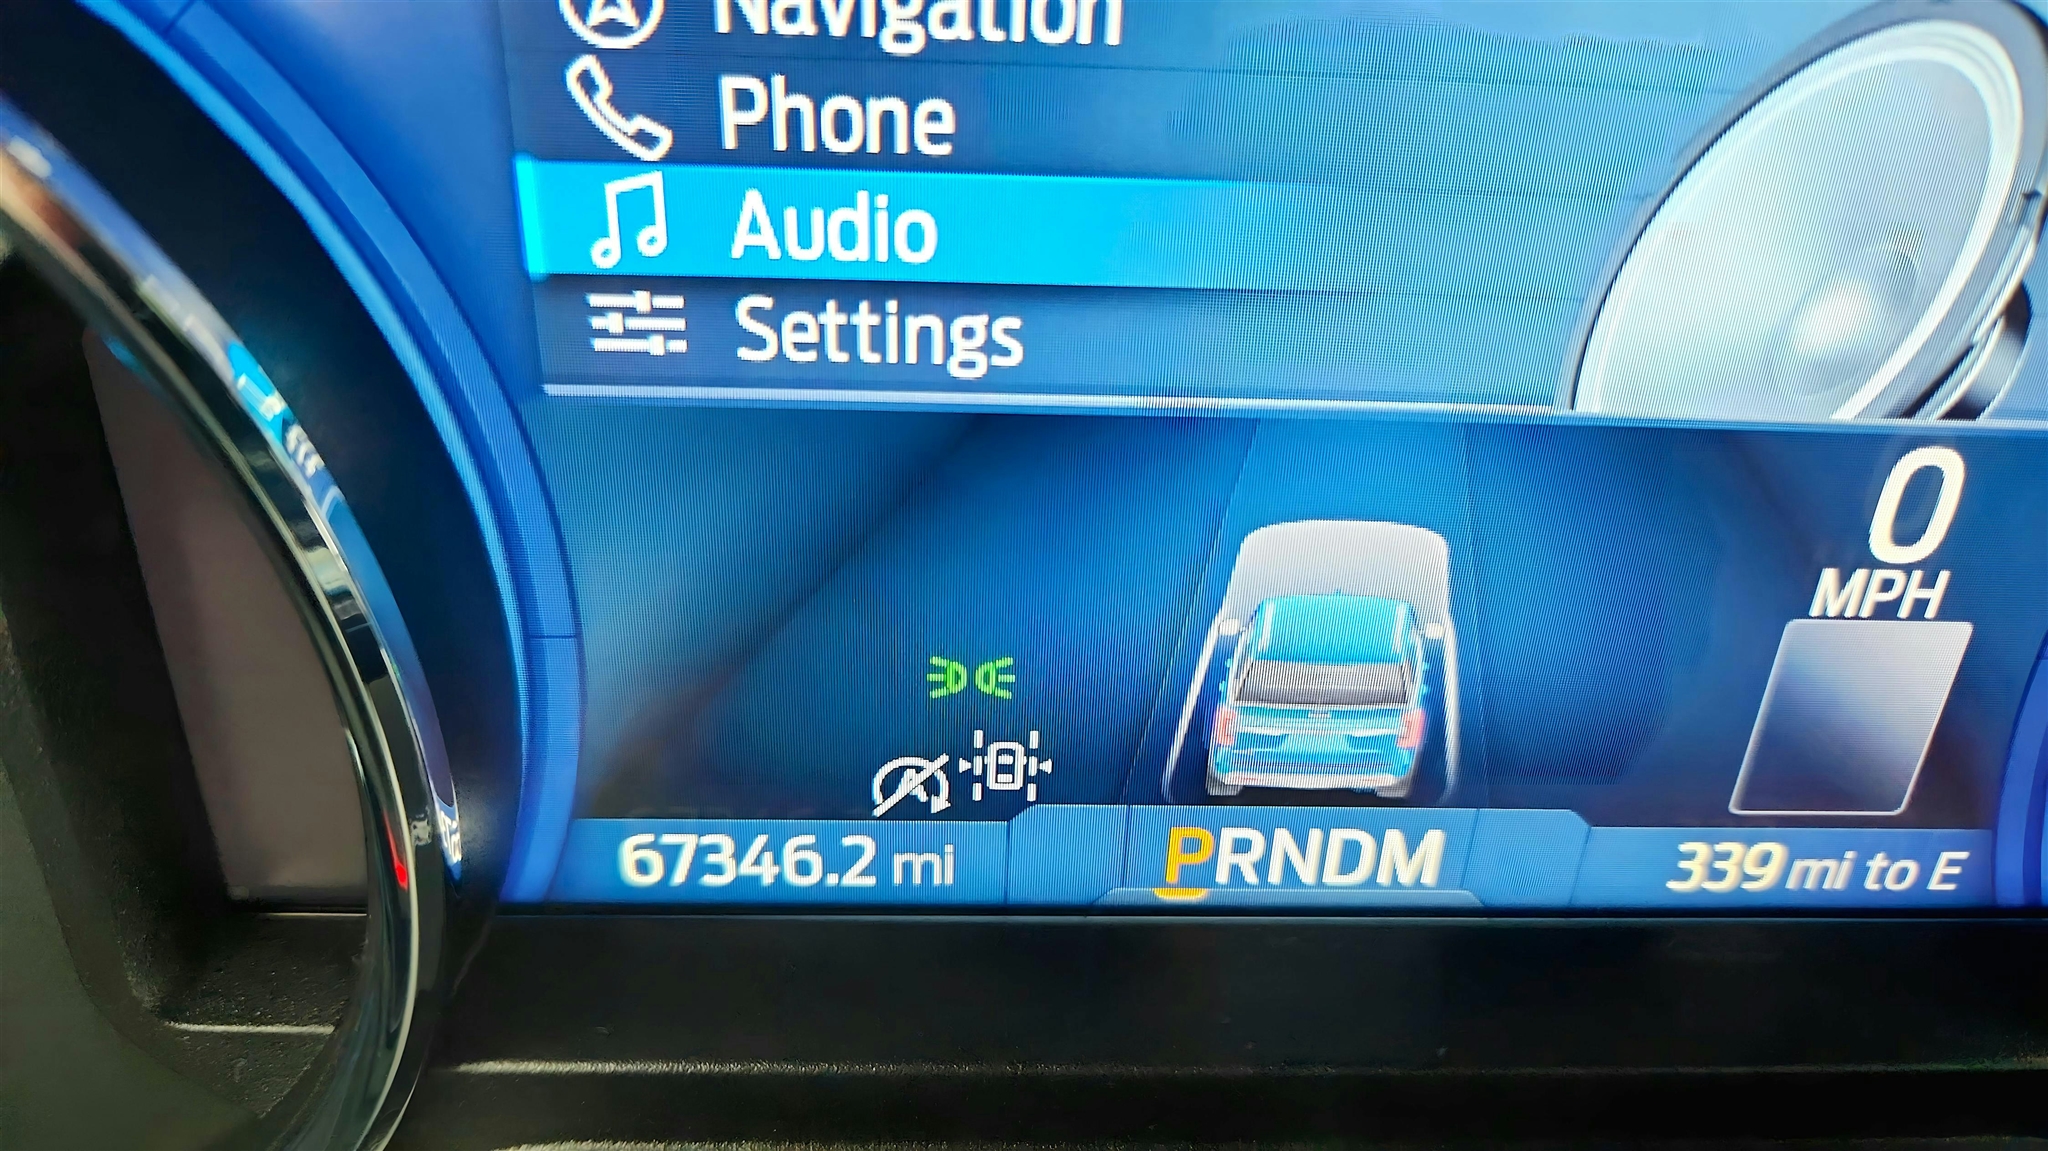 Navigation
Phone
Audio
Settings
0
MPH
67346.2 mi
PRNDM
339 mi to E